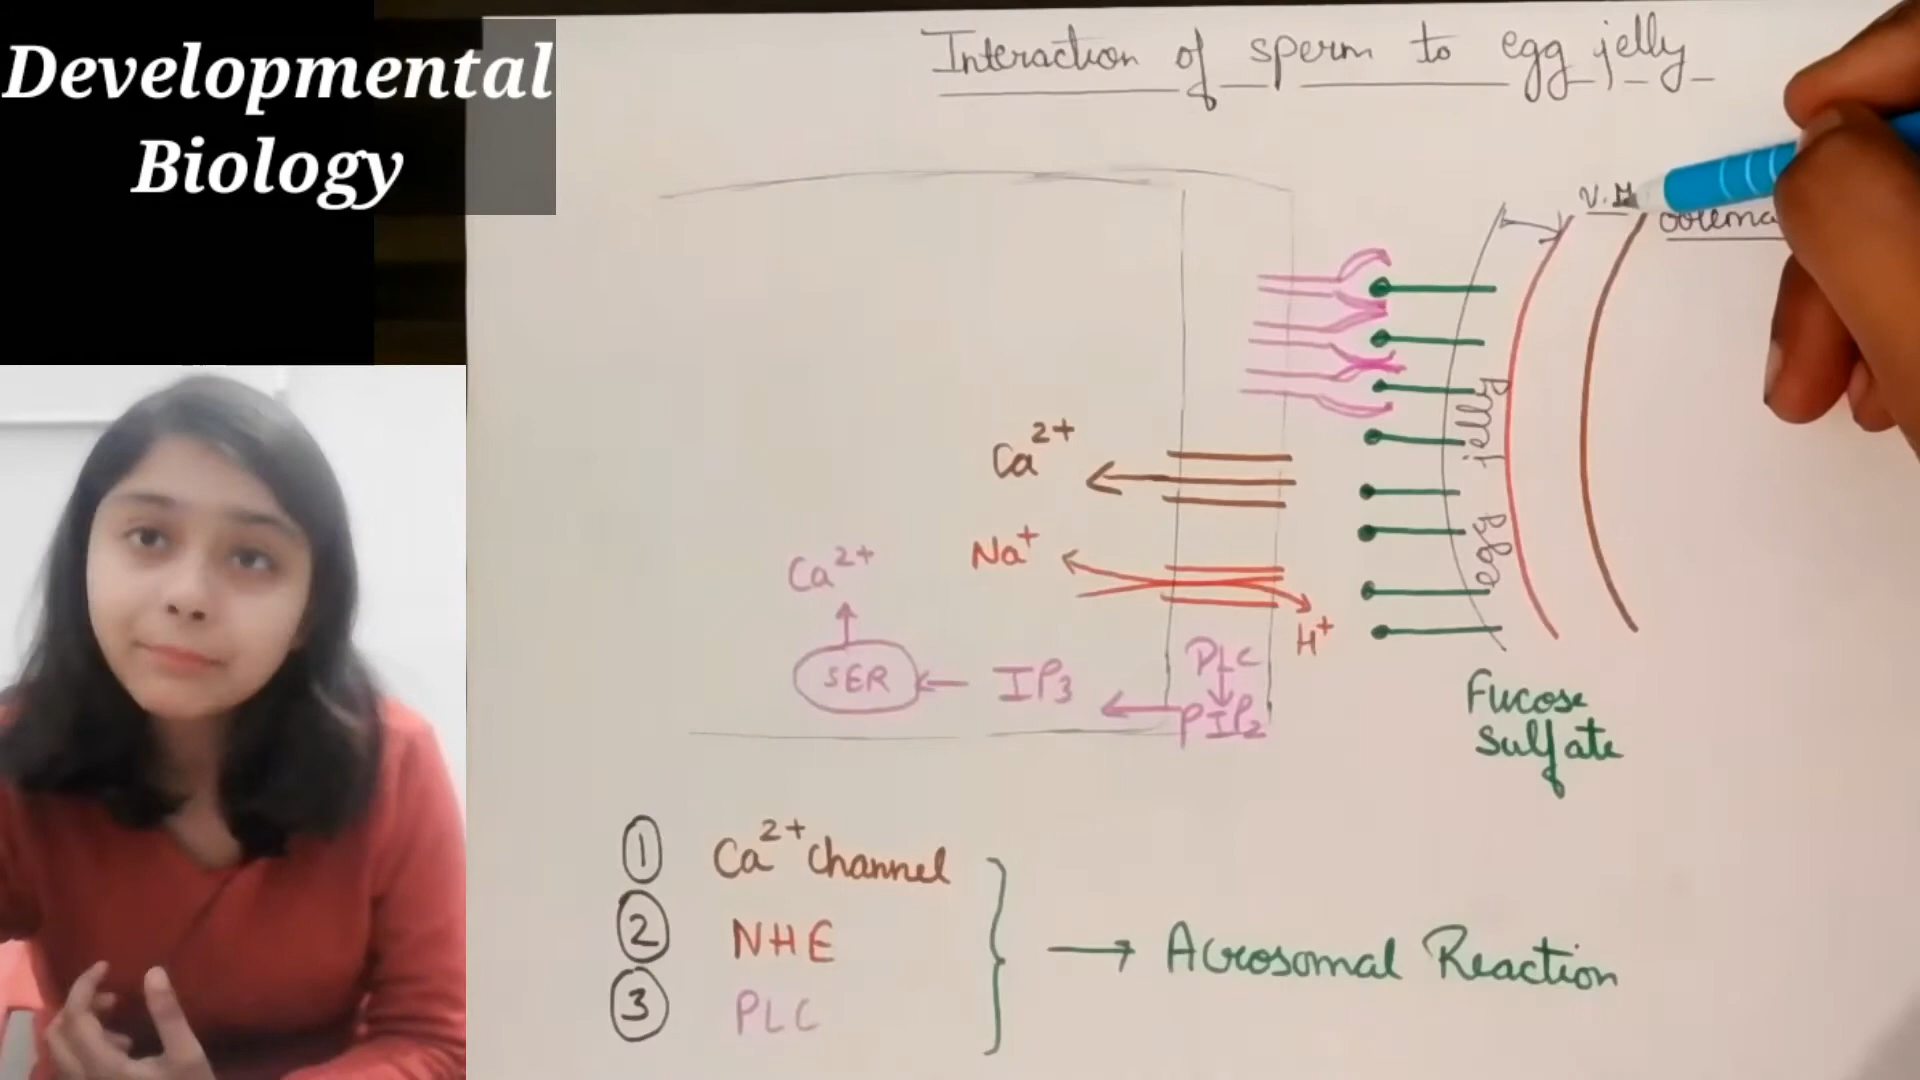 Developmental
Biology
Interaction of sperm to egg jelly
V.M
oolema
Ca2+
Na+
H+
Ca2+
SER
IP3
PLC
PIP2
egg jelly
Fucose
Sulfate
1 Ca2+ channel
2 NHE
3 PLC
Acrosomal Reaction